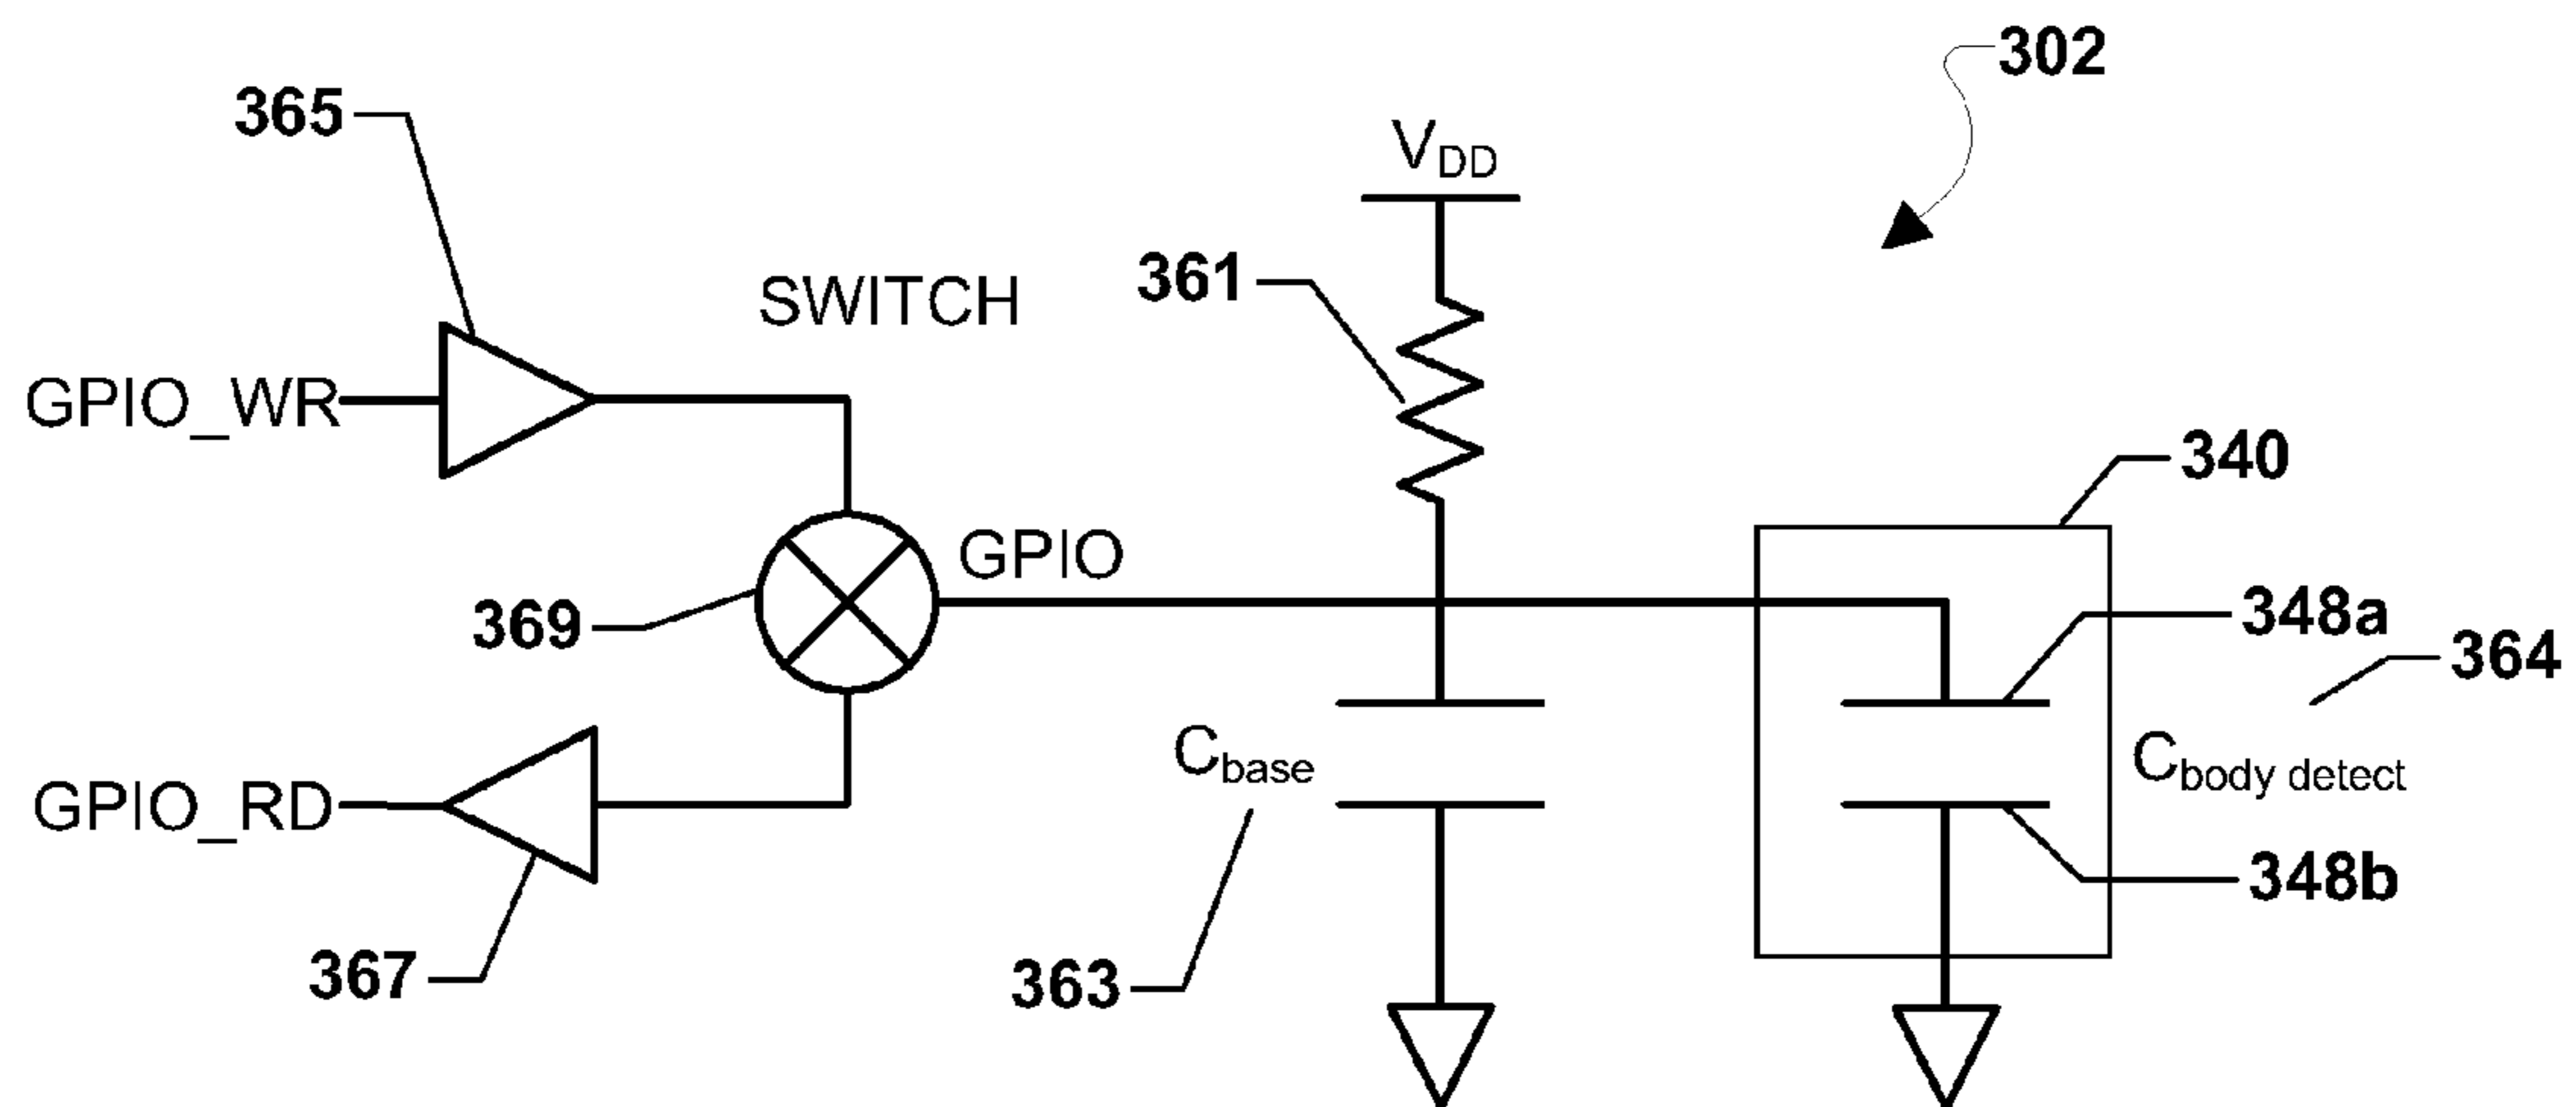 302
365
VDD
SWITCH
361
GPIO_WR
340
GPIO
348a
369
364
Cbase
Cbody detect
GPIO_RD
348b
367
363